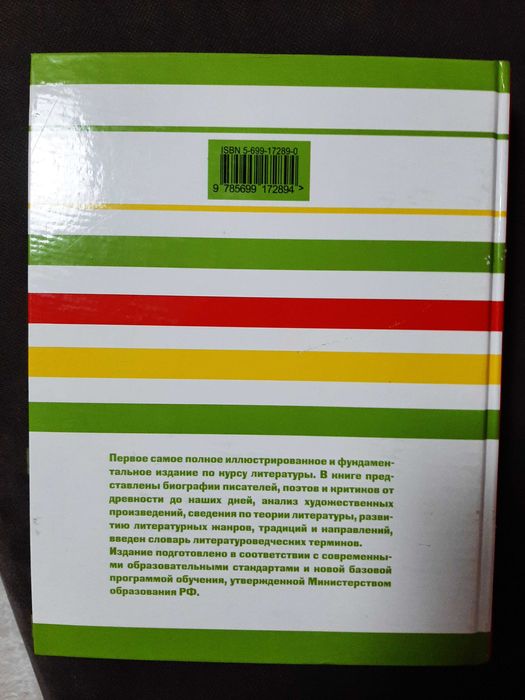 ISBN 5-699-17289-0
9 785699 172894 >
Первое самое полное иллюстрированное и фундамен-
тальное издание по курсу литературы. В книге пред-
ставлены биографии писателей, поэтов и критиков от
древности до наших дней, анализ художественных
произведений, сведения по теории литературы, разви-
тию литературных жанров, традиций и направлений,
введен словарь литературоведческих терминов.
Издание подготовлено в соответствии с современны-
ми образовательными стандартами и новой базовой
программой обучения, утвержденной Министерством
образования РФ.